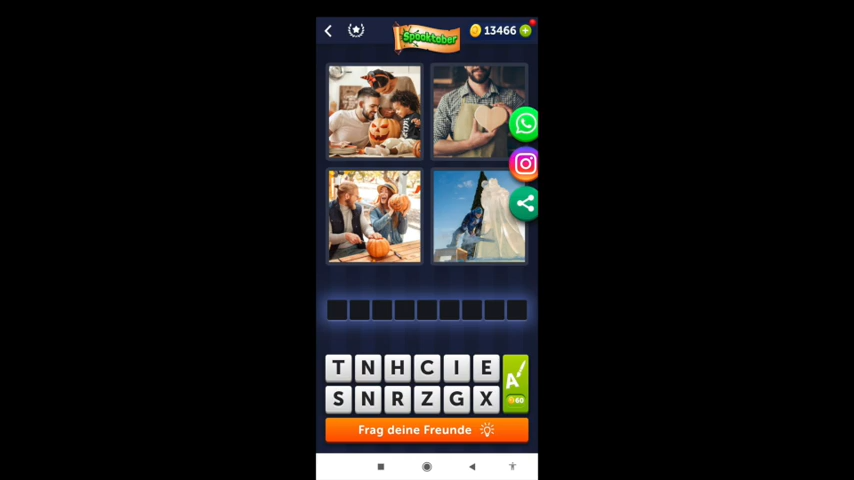 Spooktober
13466
T N H C I E
S N R Z G X
A
60
Frag deine Freunde